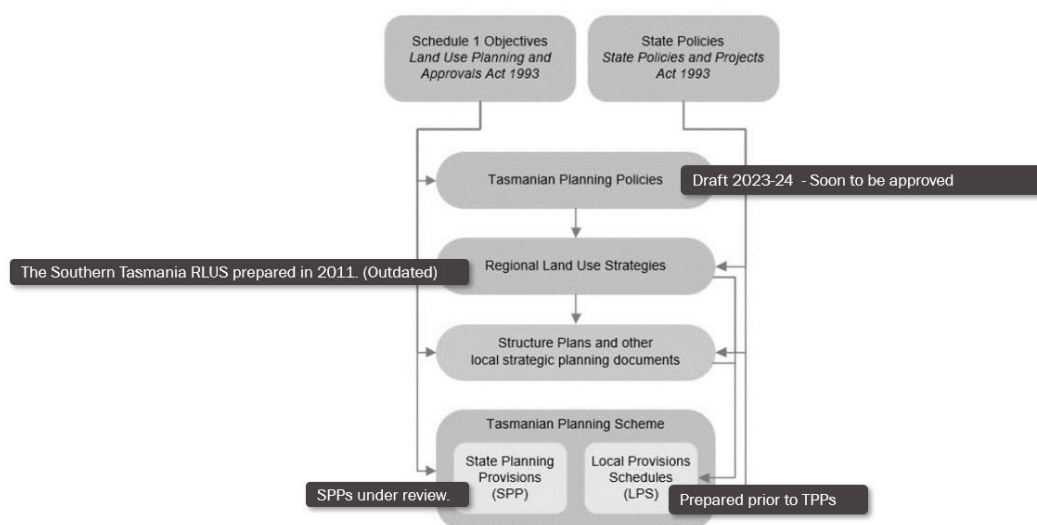 Schedule 1 Objectives
Land Use Planning and
Approvals Act 1993
State Policies
State Policies and Projects
Act 1993
Tasmanian Planning Policies
Draft 2023-24 - Soon to be approved
The Southern Tasmania RLUS prepared in 2011. (Outdated)
Regional Land Use Strategies
Structure Plans and other
local strategic planning documents
Tasmanian Planning Scheme
State Planning
Provisions
(SPP)
Local Provisions
Schedules
(LPS)
SPPs under review.
Prepared prior to TPPs